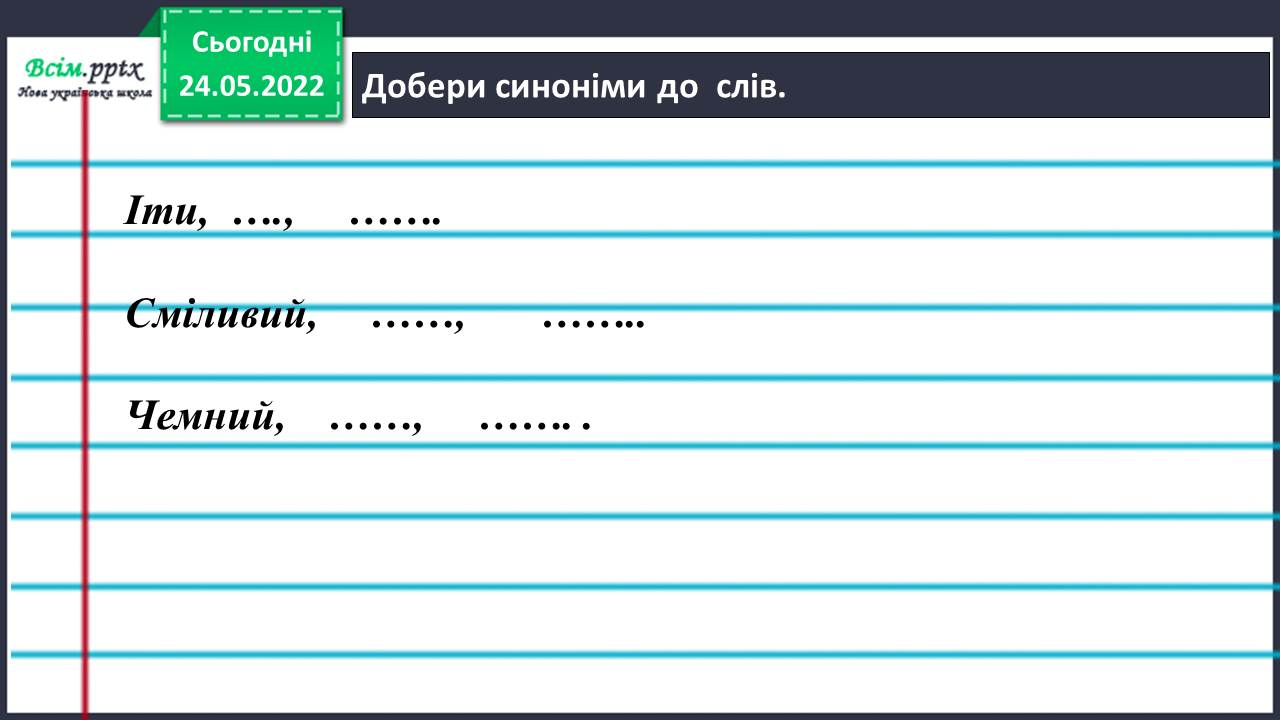 Сьогодні
24.05.2022
Всім.pptx
Нова українська школа
Добери синоніми до слів.
Іти, …., …….
Сміливий, ……, ……..
Чемний, ……, ……. .